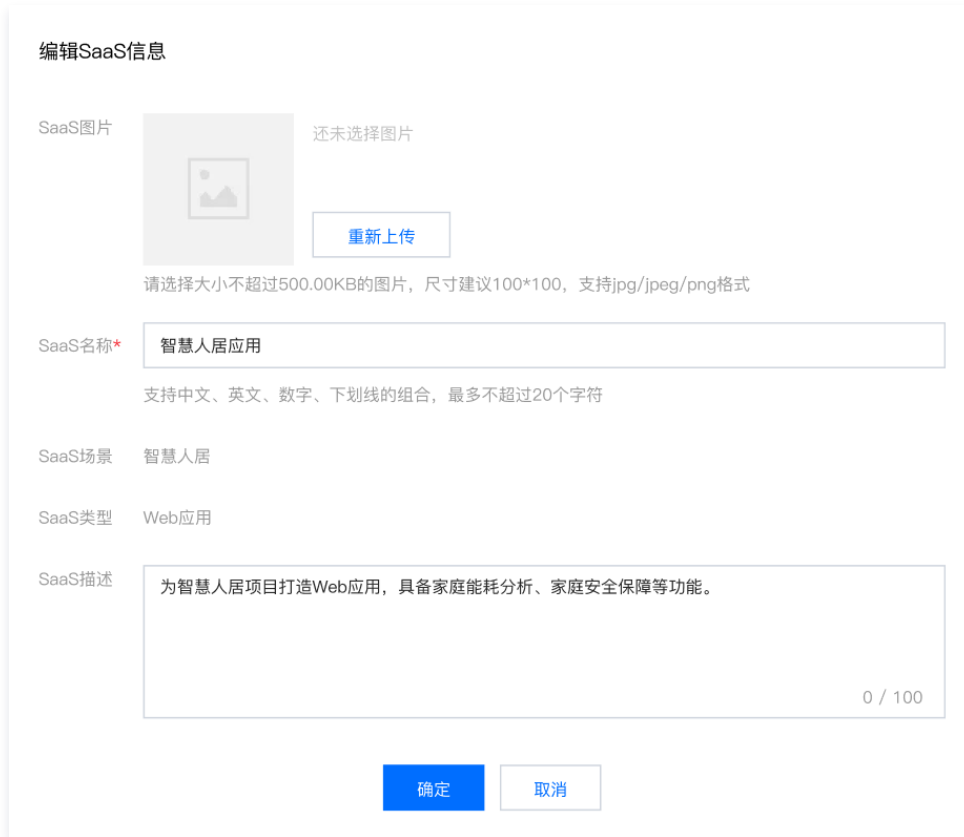 编辑SaaS信息
SaaS图片
还未选择图片
重新上传
请选择大小不超过500.00KB的图片，尺寸建议100*100，支持jpg/jpeg/png格式
SaaS名称* 智慧人居应用
支持中文、英文、数字、下划线的组合，最多不超过20个字符
SaaS场景 智慧人居
SaaS类型 Web应用
SaaS描述 为智慧人居项目打造Web应用，具备家庭能耗分析、家庭安全保障等功能。
0 / 100
确定 取消